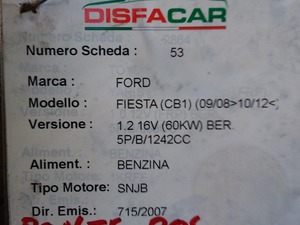 DISFACAR
Numero Scheda : 53
Marca : FORD
Modello : FIESTA (CB1) (09/08>10/12<)
Versione : 1.2 16V (60KW) BER.
5P/B/1242CC
Aliment. : BENZINA
Tipo Motore: SNJB
Dir. Emis.: 715/2007